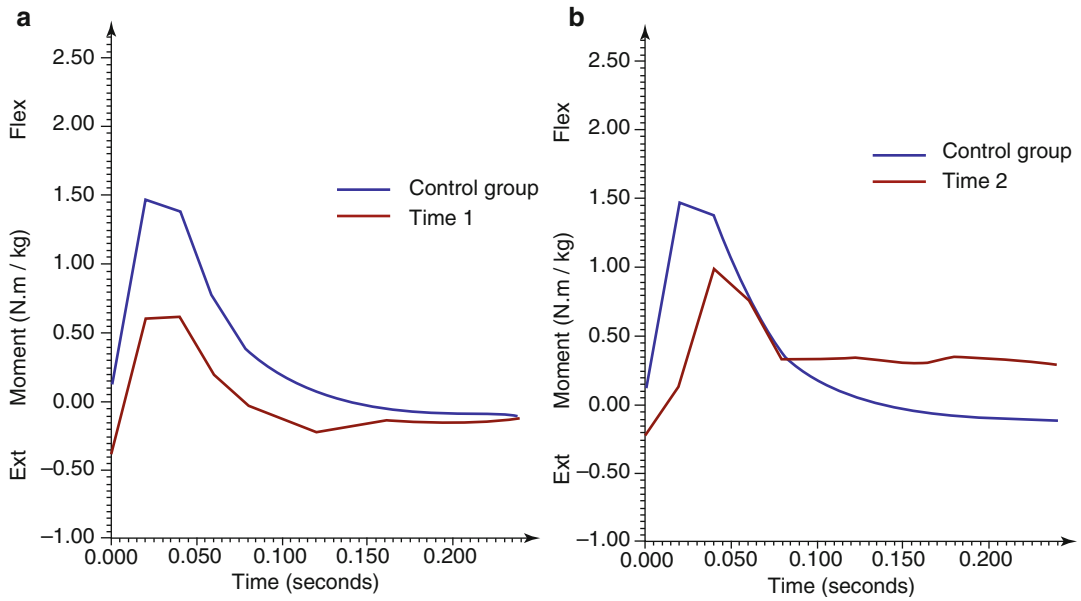 a
2.50
2.00
1.50
1.00
0.50
0.00
−0.50
−1.00
Flex
Moment (N.m / kg)
Ext
Control group
Time 1
0.000
0.050
0.100
0.150
0.200
Time (seconds)
b
2.50
2.00
1.50
1.00
0.50
0.00
−0.50
−1.00
Flex
Moment (N.m / kg)
Ext
Control group
Time 2
0.000
0.050
0.100
0.150
0.200
Time (seconds)